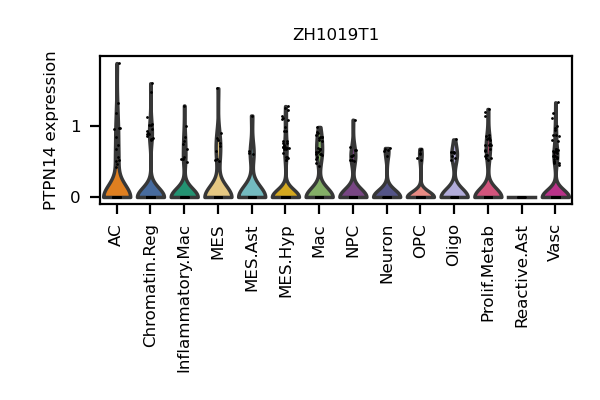 ZH1019T1
PTPN14 expression
1
0
AC
Chromatin.Reg
Inflammatory.Mac
MES
MES.Ast
MES.Hyp
Mac
NPC
Neuron
OPC
Oligo
Prolif.Metab
Reactive.Ast
Vasc